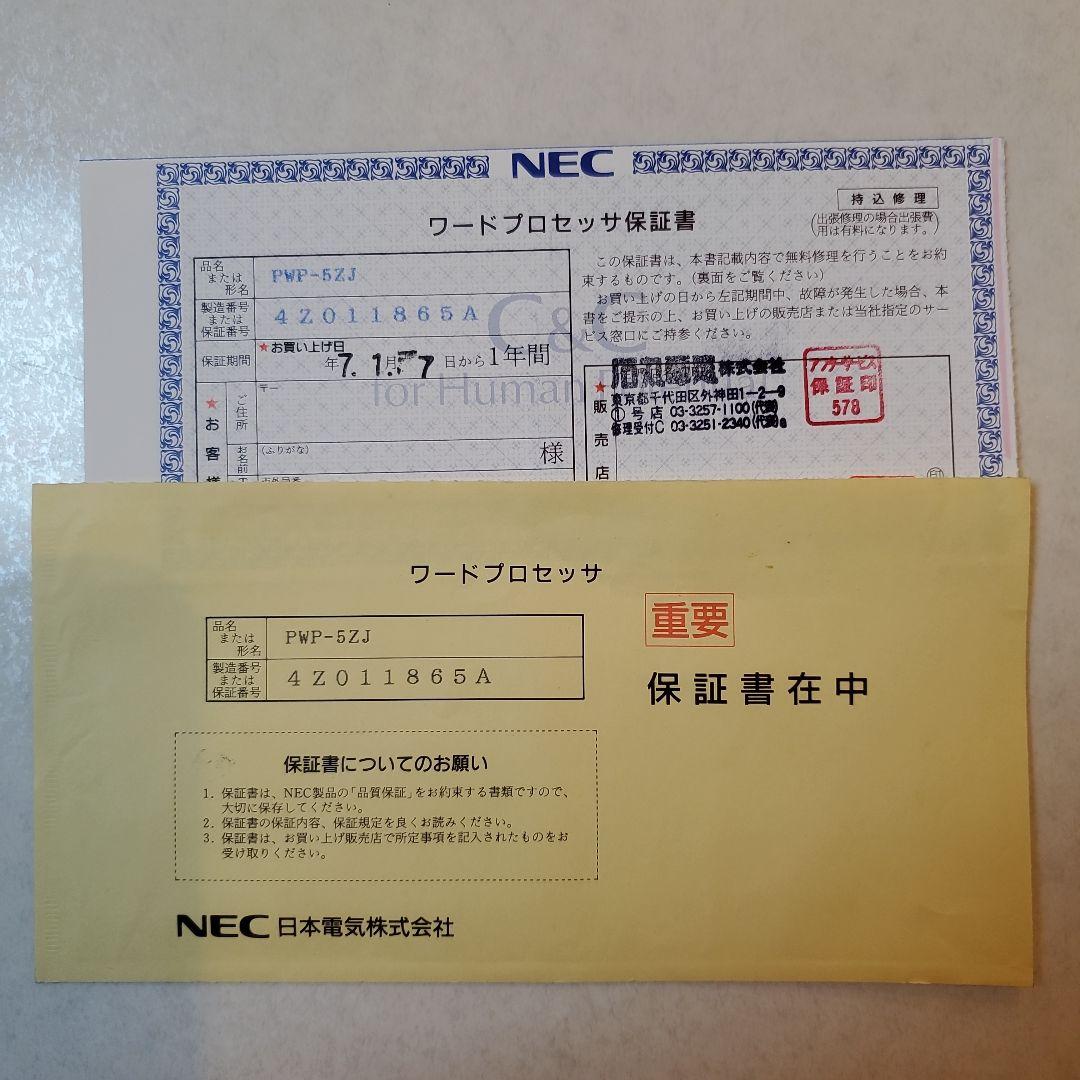 NEC
持込修理
(出張修理の場合出張費
用は有料になります。)
ワードプロセッサ保証書
品名
または
形名
PWP-5ZJ
製造番号
または
保証番号
4Z011865A
保証期間
★お買い上げ日
年7. 1.月 7日から1年間
この保証書は、本書記載内容で無料修理を行うことをお約
束するものです。(裏面をご覧ください)
お買い上げの日から左記期間中、故障が発生した場合、本
書をご提示の上、お買い上げの販売店または当社指定のサー
ビス窓口にご持参ください。
C&C
for Human
★
お
客
様
〒
ご住所
お名前
(ふりがな)
様
★
販
売
店
株式会社
東京都千代田区外神田1-2-9
①号店 03-3257-1100(代表)
修理受付C 03-3251-2340(代表)
アフターサービス
保証印
578
印
ワードプロセッサ
品名
または
形名
PWP-5ZJ
製造番号
または
保証番号
4Z011865A
重要
保証書在中
保証書についてのお願い
1. 保証書は、NEC製品の「品質保証」をお約束する書類ですので、
大切に保存してください。
2. 保証書の保証内容、保証規定を良くお読みください。
3. 保証書は、お買い上げ販売店で所定事項を記入されたものをお
受け取りください。
NEC 日本電気株式会社